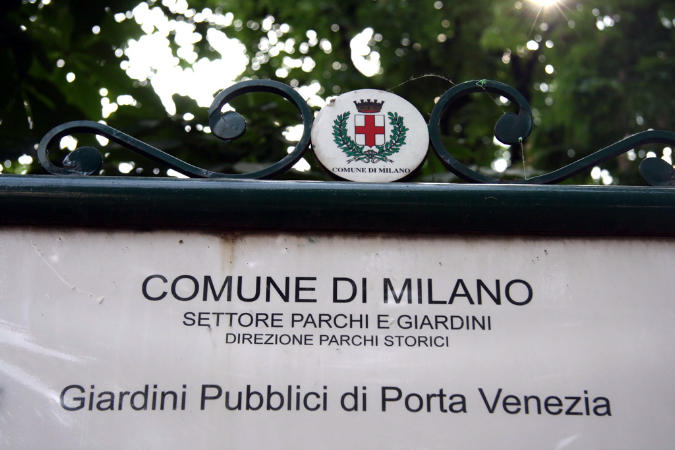 COMUNE DI MILANO
COMUNE DI MILANO
SETTORE PARCHI E GIARDINI
DIREZIONE PARCHI STORICI
Giardini Pubblici di Porta Venezia